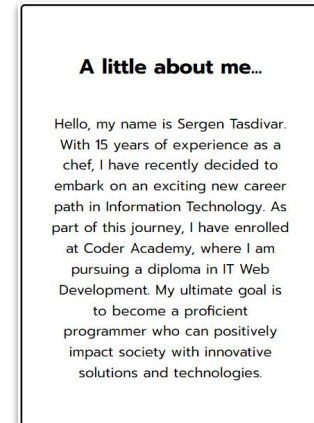 A little about me...
Hello, my name is Sergen Tasdivar.
With 15 years of experience as a
chef, I have recently decided to
embark on an exciting new career
path in Information Technology. As
part of this journey, I have enrolled
at Coder Academy, where I am
pursuing a diploma in IT Web
Development. My ultimate goal is
to become a proficient
programmer who can positively
impact society with innovative
solutions and technologies.